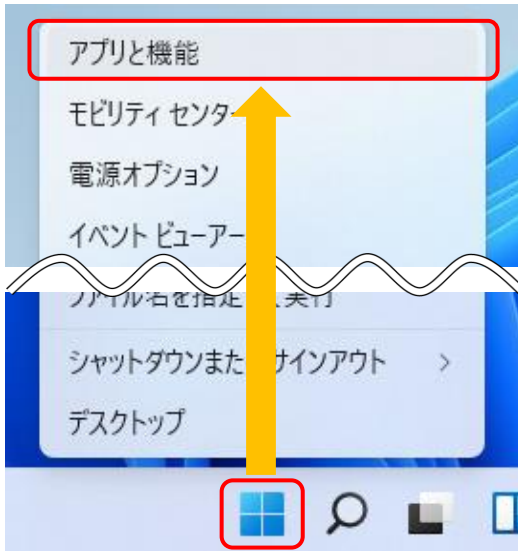 アプリと機能
モビリティ センター
電源オプション
イベント ビューアー
ファイル名を指定 実行
シャットダウンまた サインアウト
デスクトップ